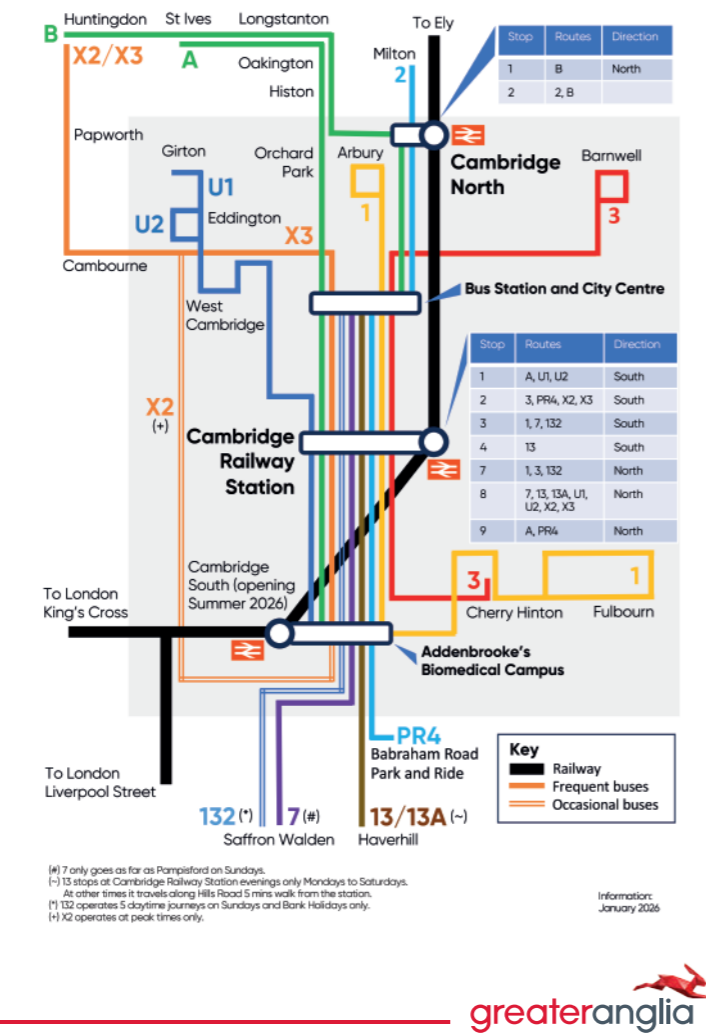 Huntingdon
St Ives
Longstanton
To Ely
B
X2/X3
A
Oakington
Histon
Milton
2
Stop Routes Direction
1 B North
2 2, B
Papworth
Girton
Orchard
Park
Arbury
Cambridge
North
Barnwell
U1
U2
Eddington
X3
1
3
Cambourne
West
Cambridge
Bus Station and City Centre
Stop Routes Direction
1 A, U1, U2 South
2 3, PR4, X2, X3 South
3 1, 7, 132 South
4 13 South
7 1, 3, 132 North
8 7, 13, 13A, U1, North
U2, X2, X3
9 A, PR4 North
X2
(+)
Cambridge
Railway
Station
Cambridge
South (opening
Summer 2026)
3
1
Cherry Hinton
Fulbourn
To London
King's Cross
Addenbrooke's
Biomedical Campus
PR4
Babraham Road
Park and Ride
To London
Liverpool Street
Key
Railway
Frequent buses
Occasional buses
132 (*)
7 (#)
13/13A (~)
Saffron Walden
Haverhill
(#) 7 only goes as far as Pampisford on Sundays.
(~) 13 stops at Cambridge Railway Station evenings only Mondays to Saturdays.
At other times it travels along Hills Road 5 mins walk from the station.
(*) 132 operates 5 daytime journeys on Sundays and Bank Holidays only.
(+) X2 operates at peak times only.
Information:
January 2026
greateranglia